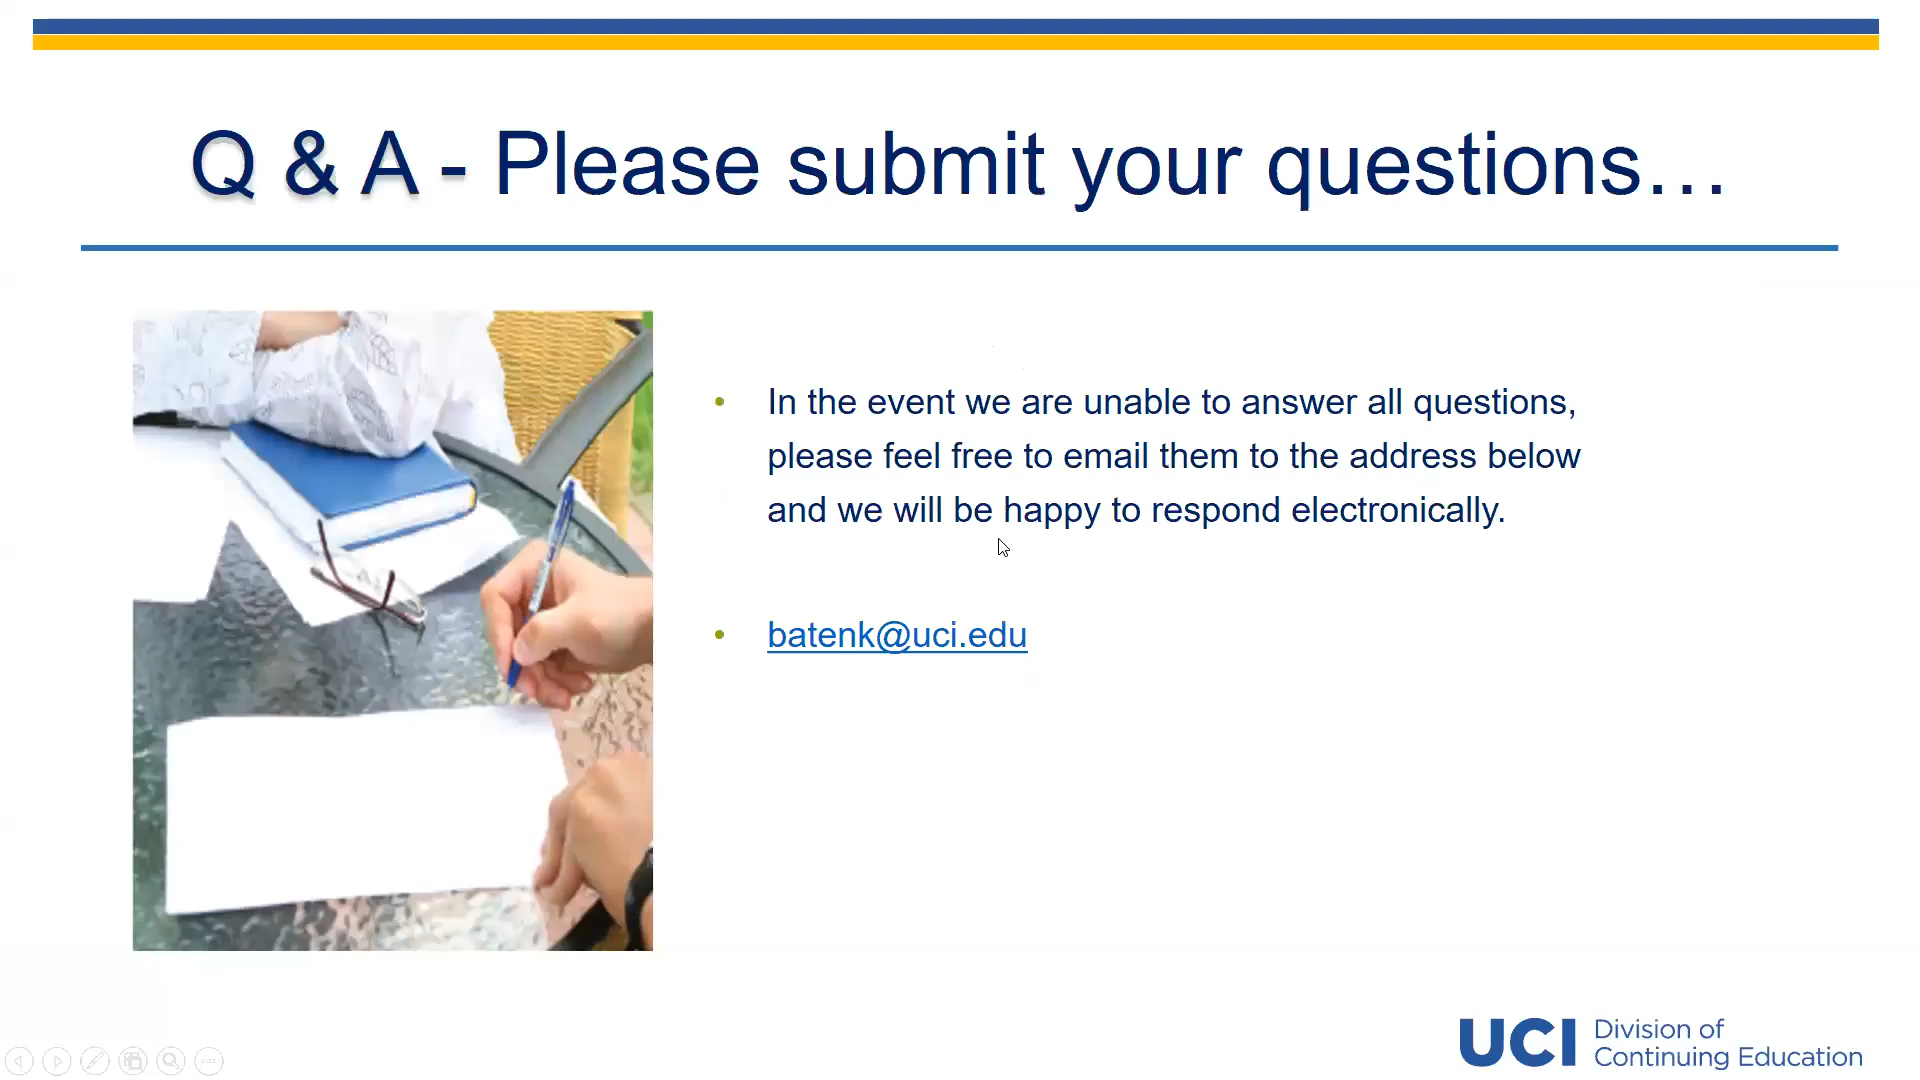 Q & A - Please submit your questions…
In the event we are unable to answer all questions,
please feel free to email them to the address below
and we will be happy to respond electronically.
batenk@uci.edu
UCI Division of
Continuing Education